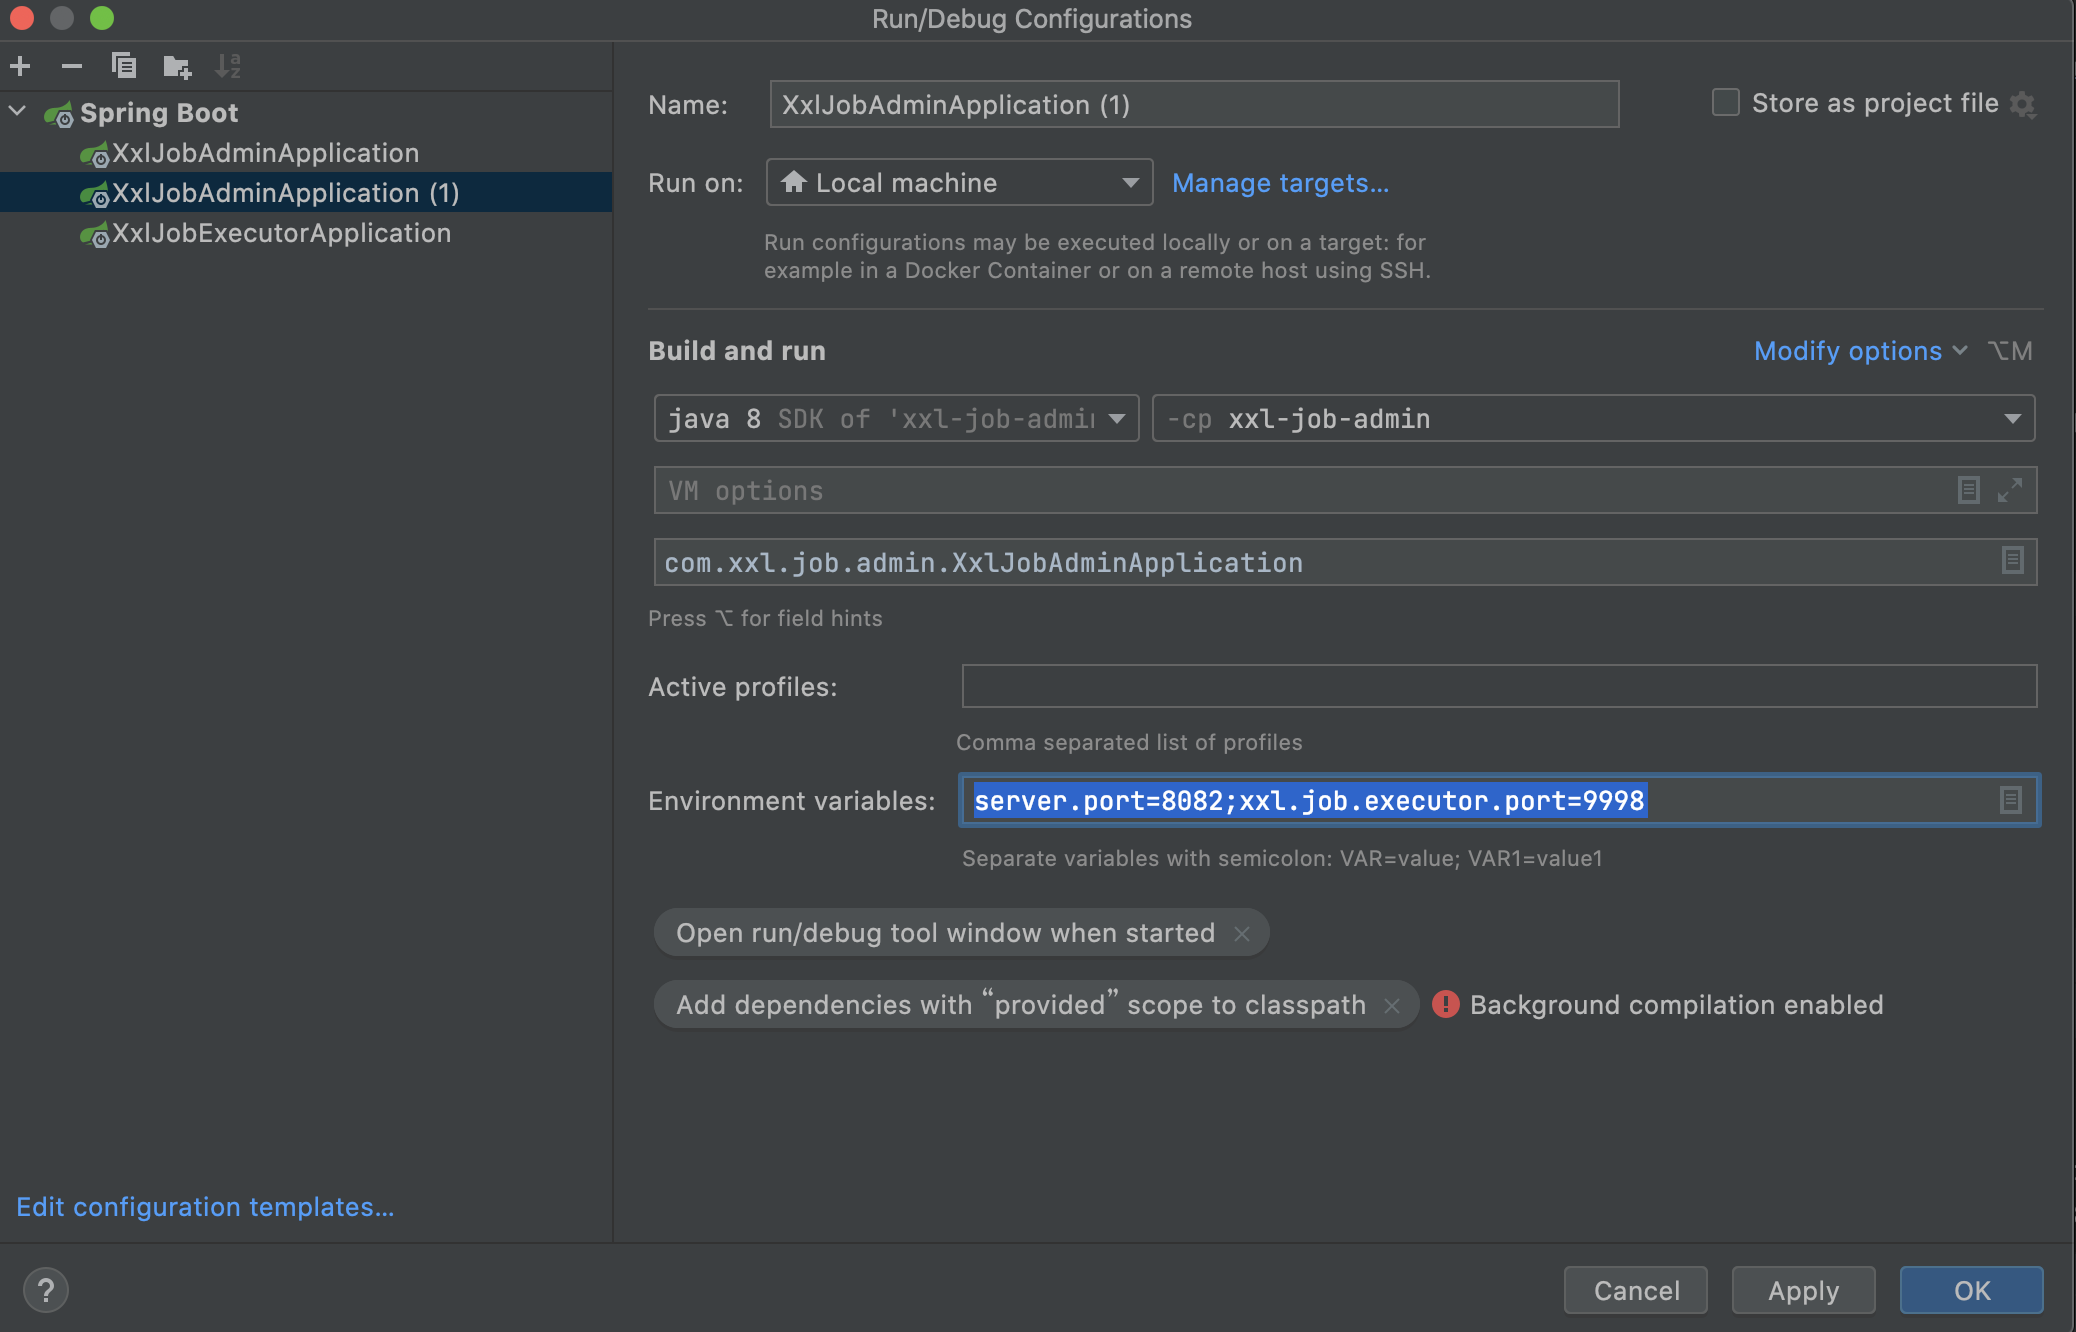 Run/Debug Configurations
Spring Boot
XxlJobAdminApplication
XxlJobAdminApplication (1)
XxlJobExecutorApplication
Edit configuration templates...
Name: XxlJobAdminApplication (1)
Store as project file
Run on: Local machine Manage targets...
Run configurations may be executed locally or on a target: for
example in a Docker Container or on a remote host using SSH.
Build and run
Modify options ⌥M
java 8 SDK of 'xxl-job-admin
-cp xxl-job-admin
VM options
com.xxl.job.admin.XxlJobAdminApplication
Press ⌥ for field hints
Active profiles:
Comma separated list of profiles
Environment variables: server.port=8082;xxl.job.executor.port=9998
Separate variables with semicolon: VAR=value; VAR1=value1
Open run/debug tool window when started ×
Add dependencies with “provided” scope to classpath ×
Background compilation enabled
?
Cancel
Apply
OK